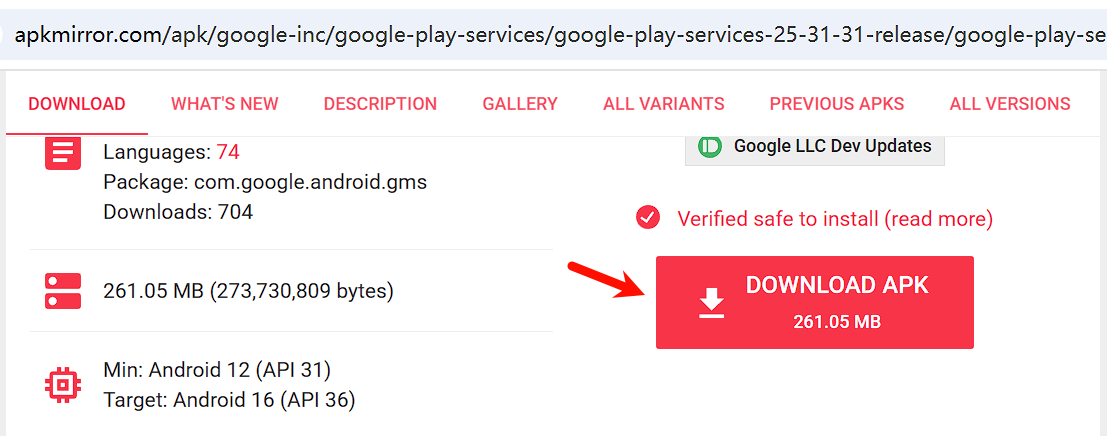 apkmirror.com/apk/google-inc/google-play-services/google-play-services-25-31-31-release/google-play-se
DOWNLOAD WHAT'S NEW DESCRIPTION GALLERY ALL VARIANTS PREVIOUS APKS ALL VERSIONS
Languages: 74
Package: com.google.android.gms
Downloads: 704
261.05 MB (273,730,809 bytes)
Min: Android 12 (API 31)
Target: Android 16 (API 36)
Google LLC Dev Updates
Verified safe to install (read more)
DOWNLOAD APK
261.05 MB